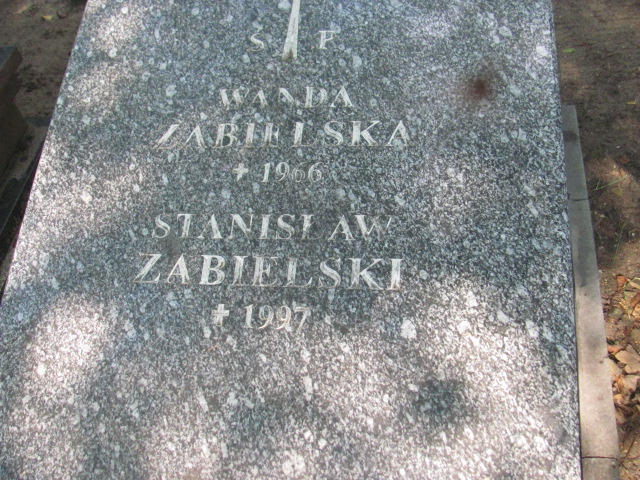 Ś P
WANDA
ZABIELSKA
+ 1966
STANISŁAW
ZABIELSKI
+ 1997